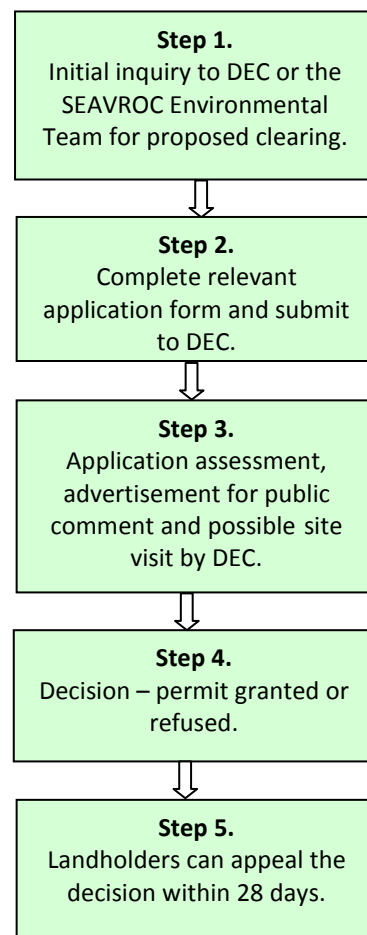 Step 1.
Initial inquiry to DEC or the
SEAVROC Environmental
Team for proposed clearing.
Step 2.
Complete relevant
application form and submit
to DEC.
Step 3.
Application assessment,
advertisement for public
comment and possible site
visit by DEC.
Step 4.
Decision – permit granted or
refused.
Step 5.
Landholders can appeal the
decision within 28 days.